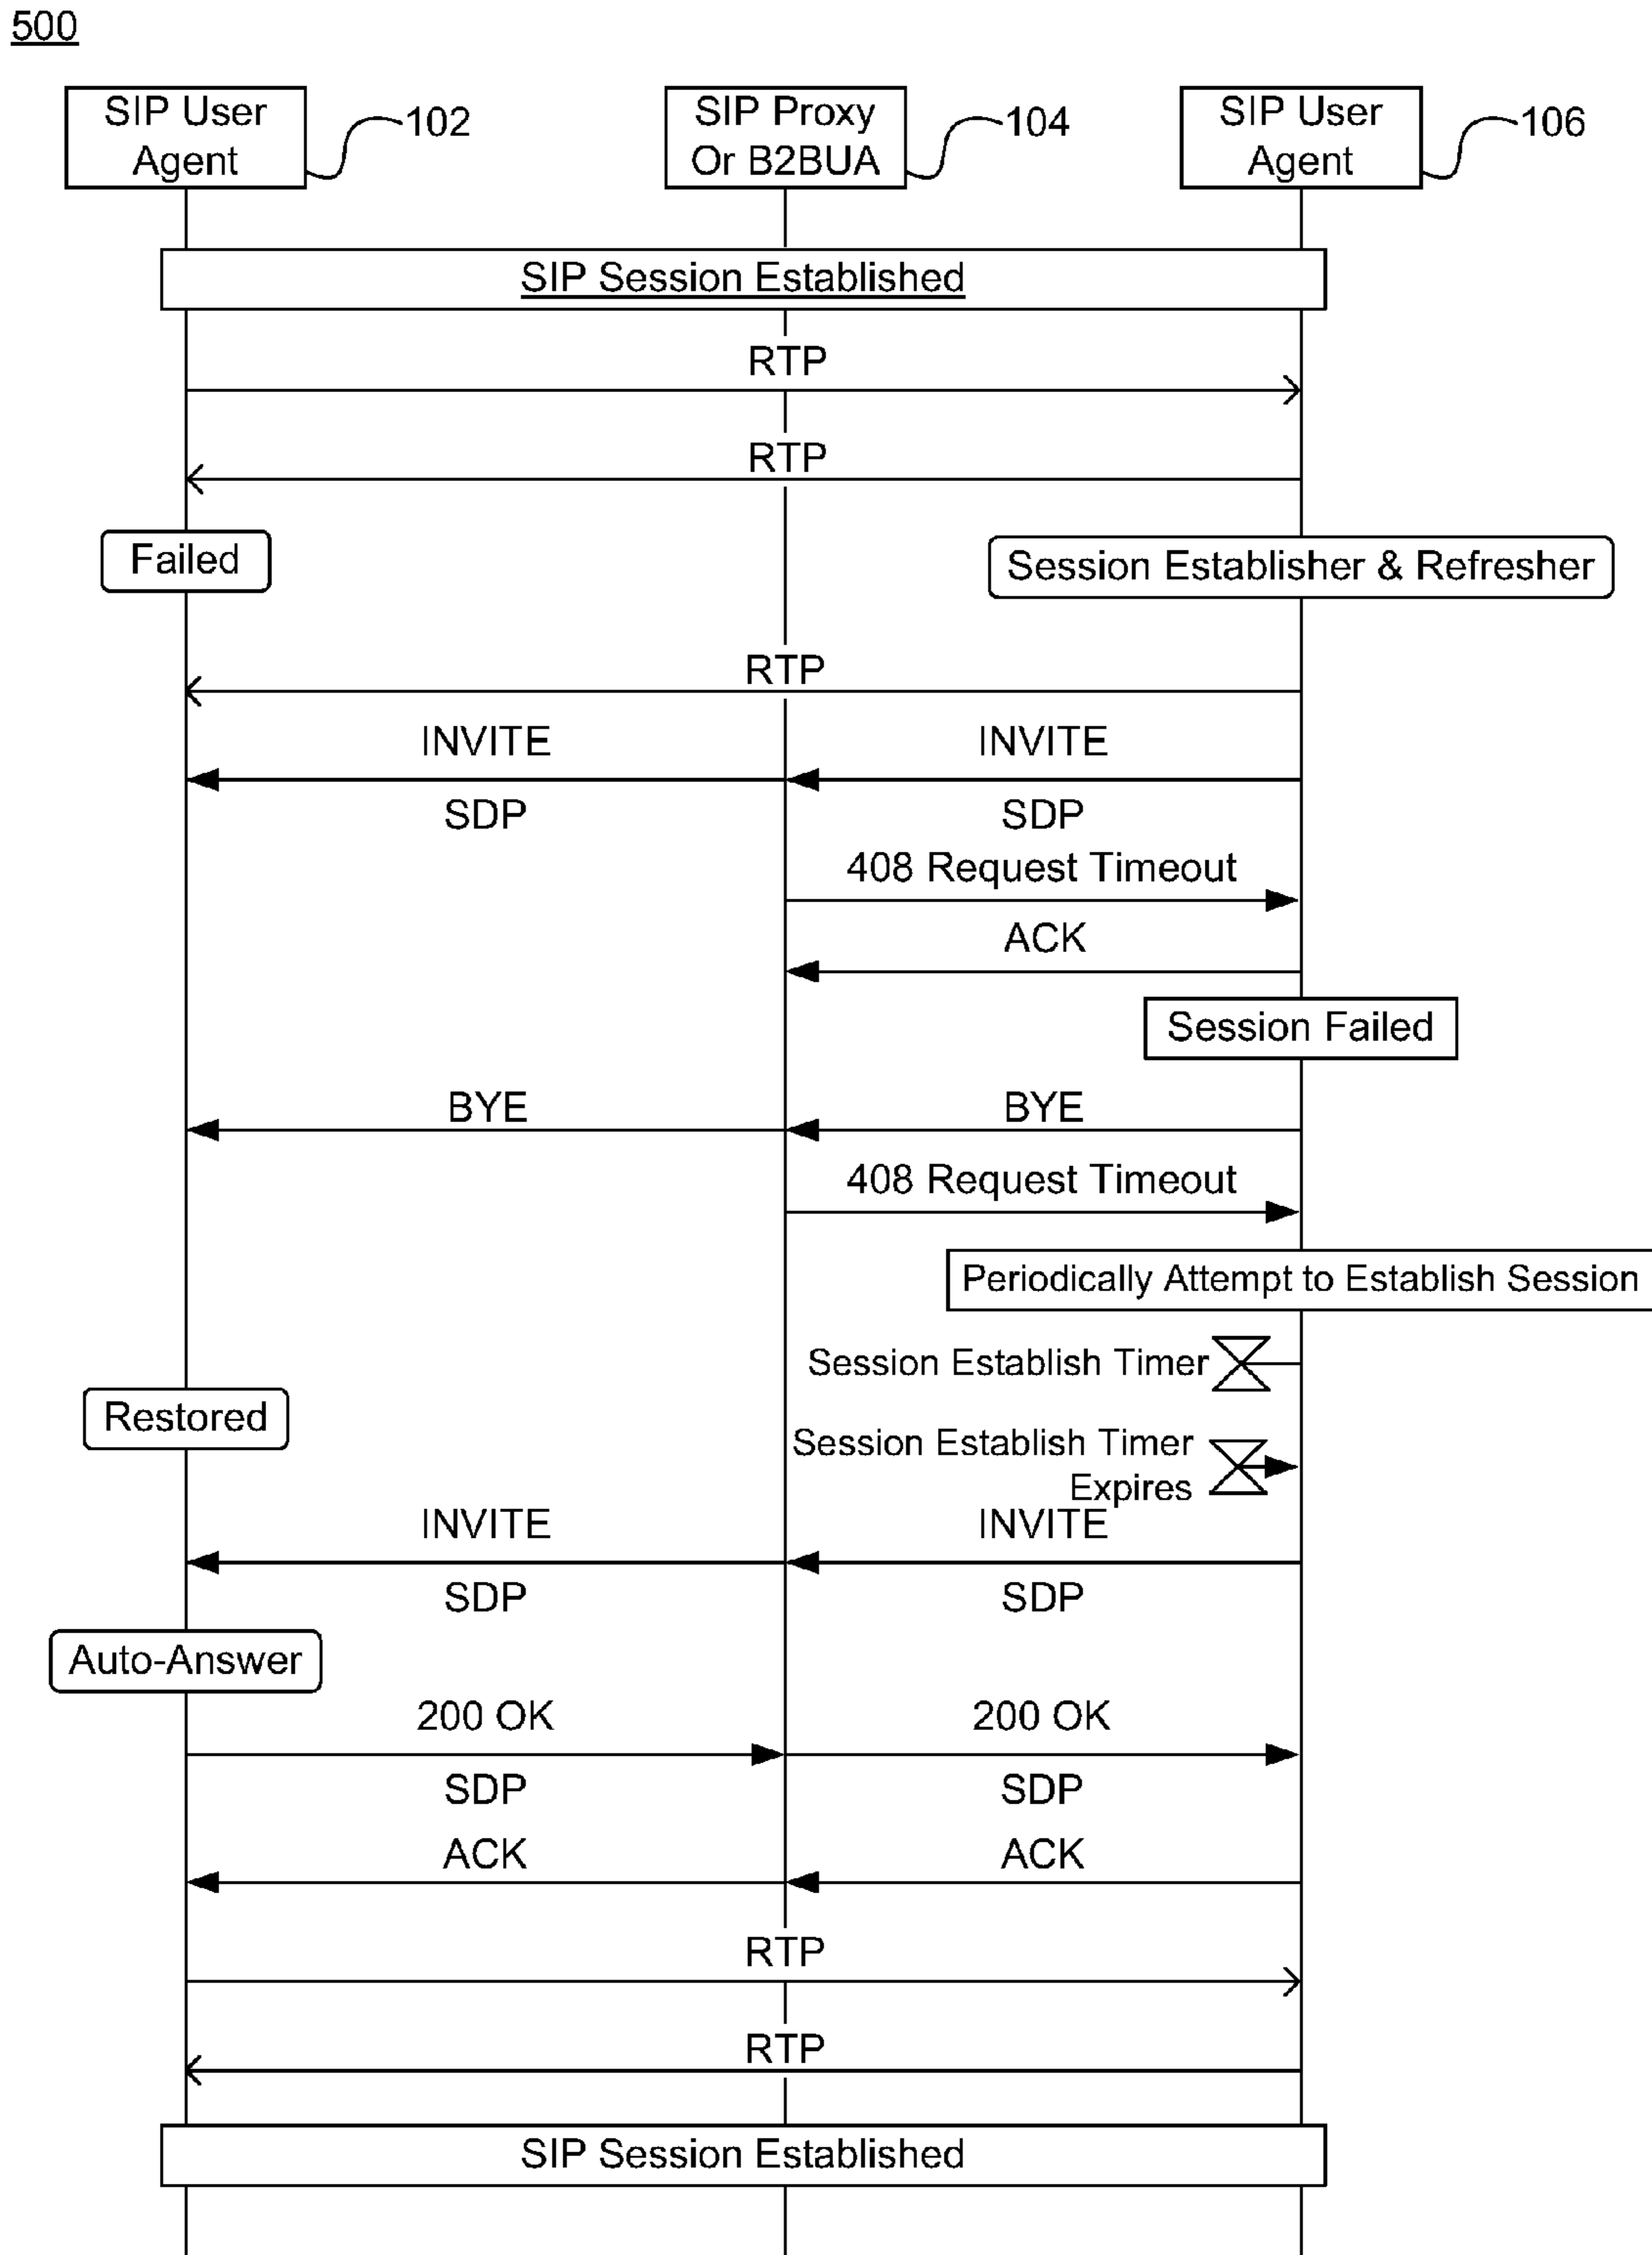 500
SIP User
Agent
102
SIP Proxy
Or B2BUA
104
SIP User
Agent
106
SIP Session Established
RTP
RTP
Failed
Session Establisher & Refresher
RTP
INVITE
INVITE
SDP
SDP
408 Request Timeout
ACK
Session Failed
BYE
BYE
408 Request Timeout
Periodically Attempt to Establish Session
Session Establish Timer
Restored
Session Establish Timer
Expires
INVITE
INVITE
SDP
SDP
Auto-Answer
200 OK
200 OK
SDP
SDP
ACK
ACK
RTP
RTP
SIP Session Established